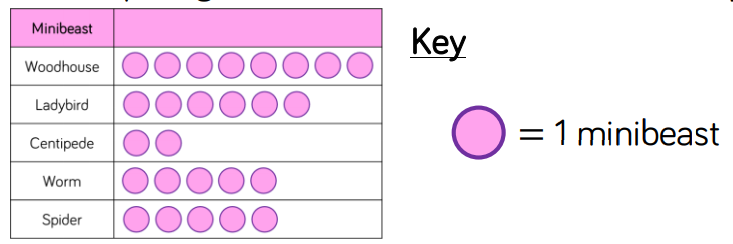 Minibeast
Woodhouse
Ladybird
Centipede
Worm
Spider
Key
= 1 minibeast